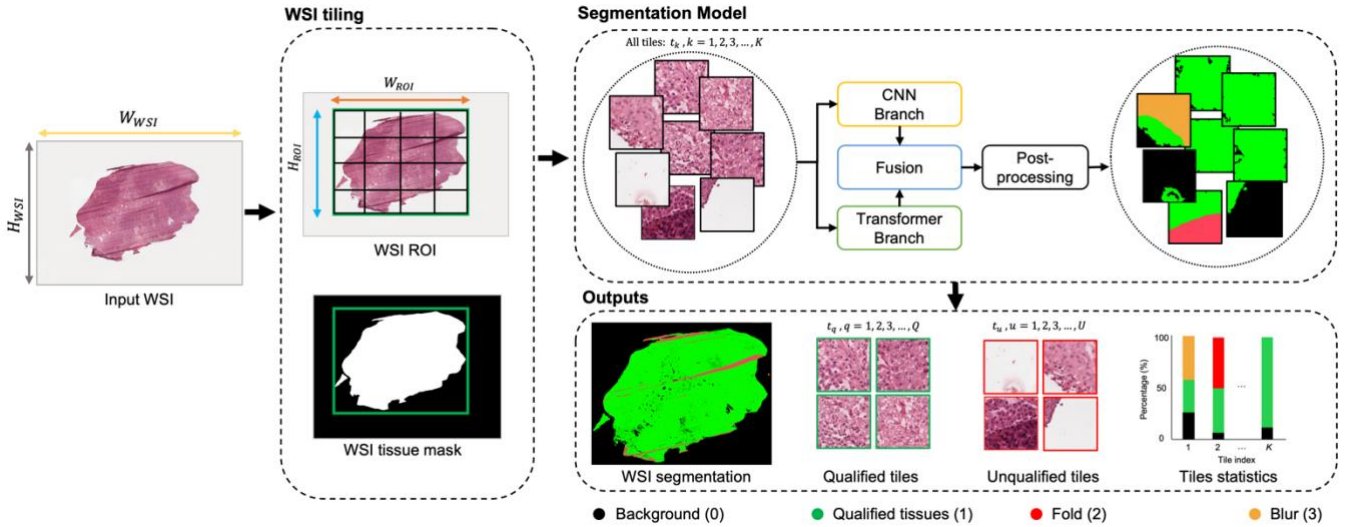 WSI tiling
Segmentation Model
W_WSI
H_WSI
Input WSI
W_ROI
H_ROI
WSI ROI
WSI tissue mask
All tiles: t_k , k = 1, 2, 3, … , K
CNN
Branch
Fusion
Transformer
Branch
Post-
processing
Outputs
WSI segmentation
t_q , q = 1, 2, 3, … , Q
Qualified tiles
t_u , u = 1, 2, 3, … , U
Unqualified tiles
Percentage (%)
100
50
0
...
1 2 ... K
Tile index
Tiles statistics
Background (0)
Qualified tissues (1)
Fold (2)
Blur (3)